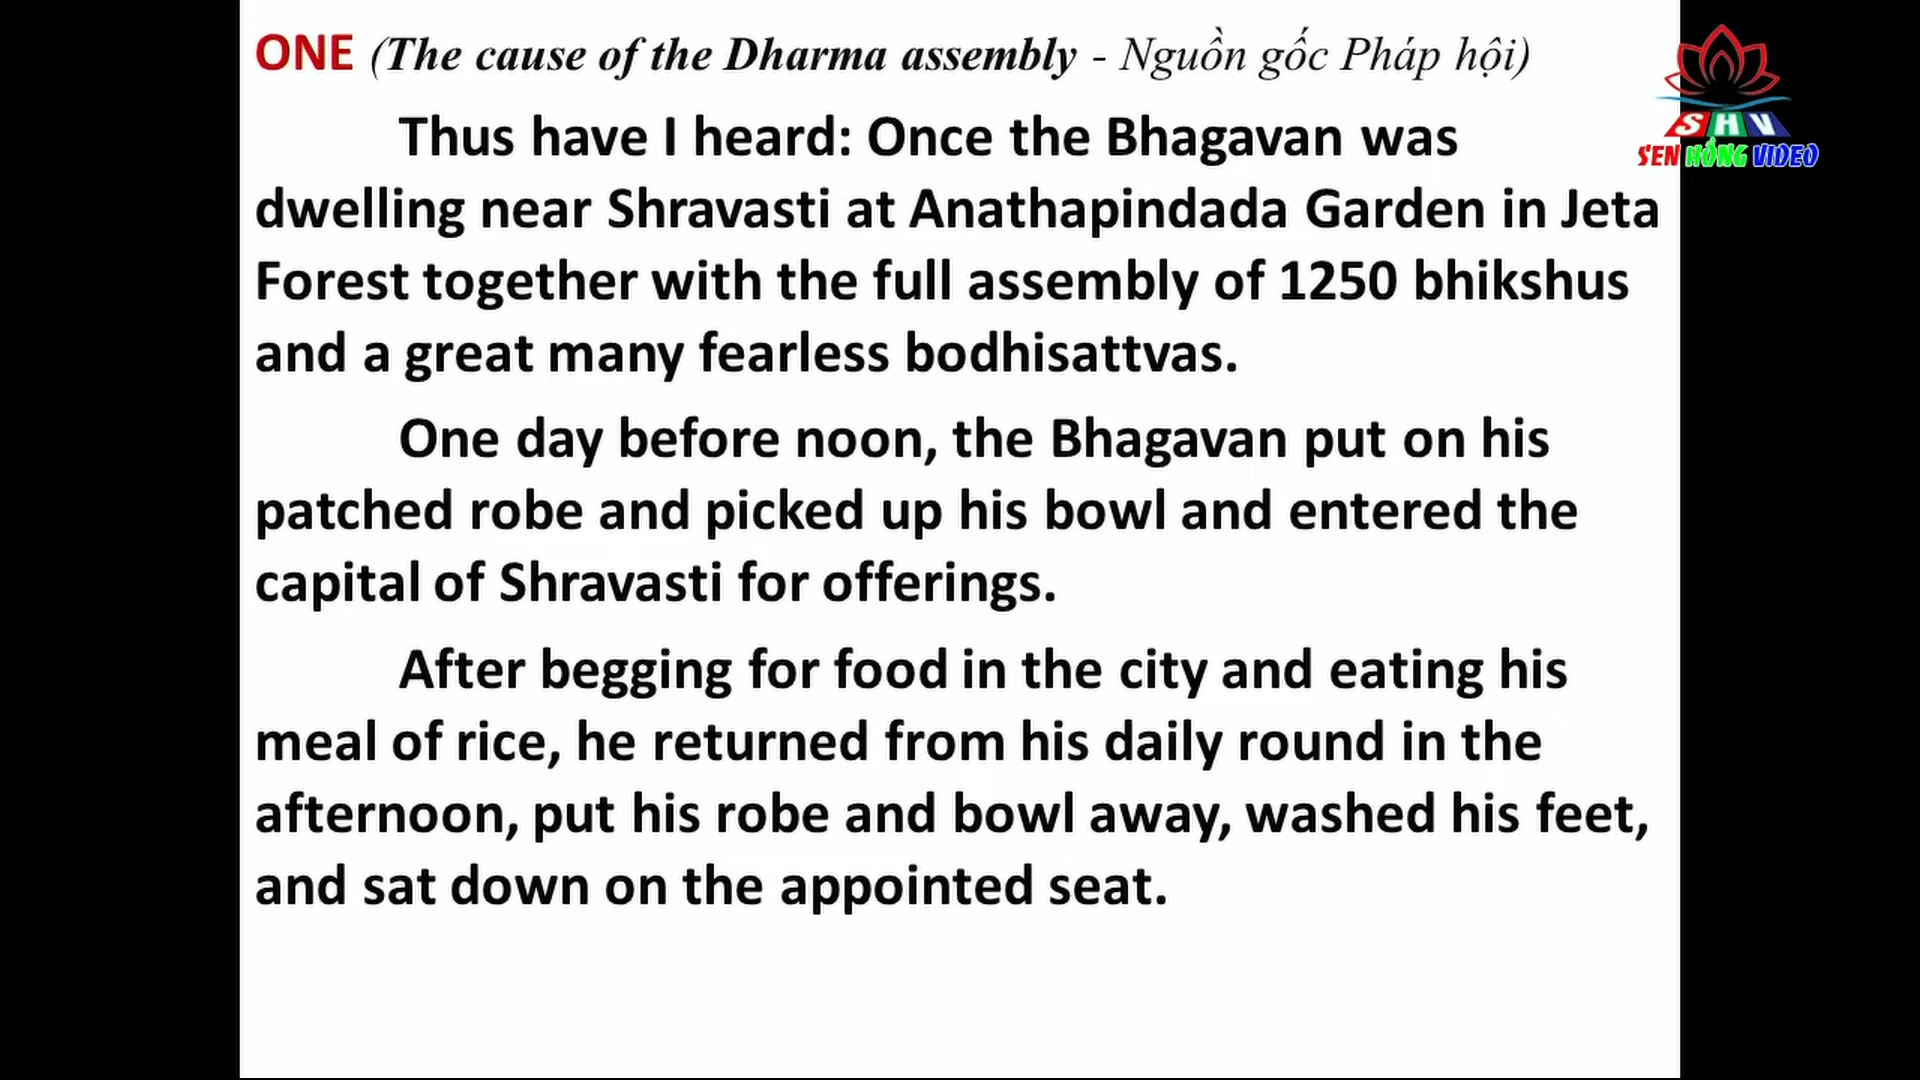 ONE (The cause of the Dharma assembly - Nguồn gốc Pháp hội)
Thus have I heard: Once the Bhagavan was
dwelling near Shravasti at Anathapindada Garden in Jeta
Forest together with the full assembly of 1250 bhikshus
and a great many fearless bodhisattvas.
One day before noon, the Bhagavan put on his
patched robe and picked up his bowl and entered the
capital of Shravasti for offerings.
After begging for food in the city and eating his
meal of rice, he returned from his daily round in the
afternoon, put his robe and bowl away, washed his feet,
and sat down on the appointed seat.
SHV
SEN HỒNG VIDEO